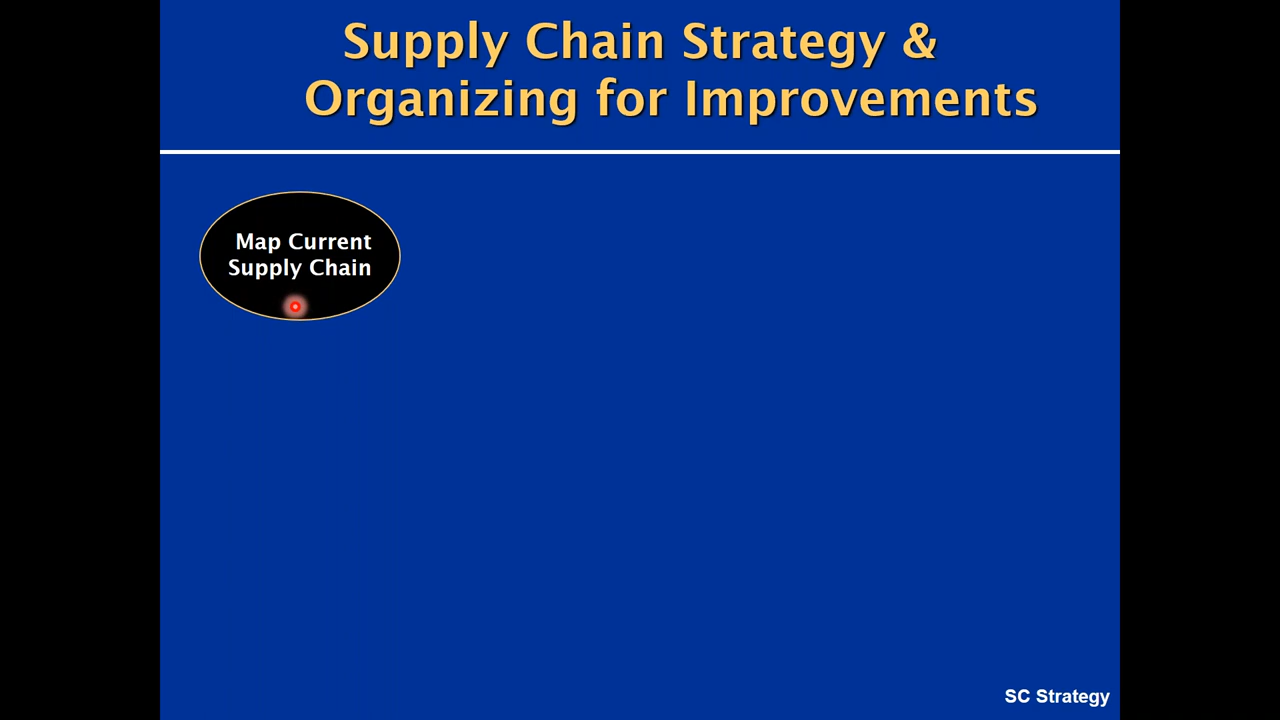 Supply Chain Strategy &
Organizing for Improvements
Map Current
Supply Chain
SC Strategy